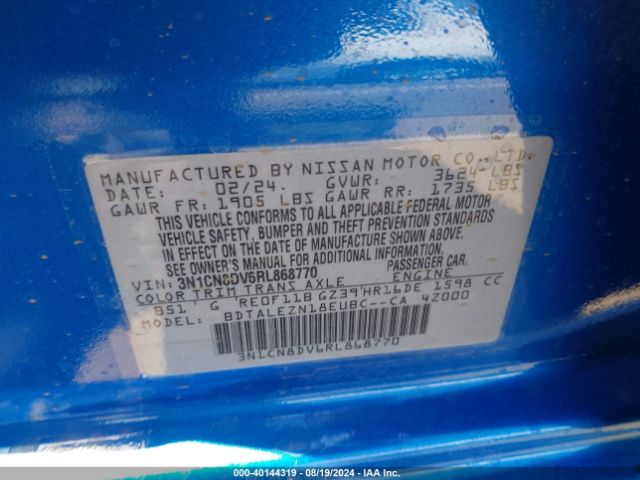 MANUFACTURED BY NISSAN MOTOR CO., LTD.
DATE: 02/24. GVWR: 3624 LBS
GAWR FR: 1905 LBS GAWR RR: 1735 LBS
THIS VEHICLE CONFORMS TO ALL APPLICABLE FEDERAL MOTOR
VEHICLE SAFETY, BUMPER AND THEFT PREVENTION STANDARDS
IN EFFECT ON THE DATE OF MANUFACTURE SHOWN ABOVE.
SEE OWNER'S MANUAL FOR ADDITIONAL INFORMATION.
VIN: 3N1CN8DV6RL868770 PASSENGER CAR.
COLOR TRIM TRANS AXLE ENGINE
B51 G RE0F11B GZ39 HR16DE 1598 CC
MODEL: BDTALEZN18EUBC--CA 4Z000
3N1CN8DV6RL868770
©40144319 - 08/19/2024 - IAA Inc.